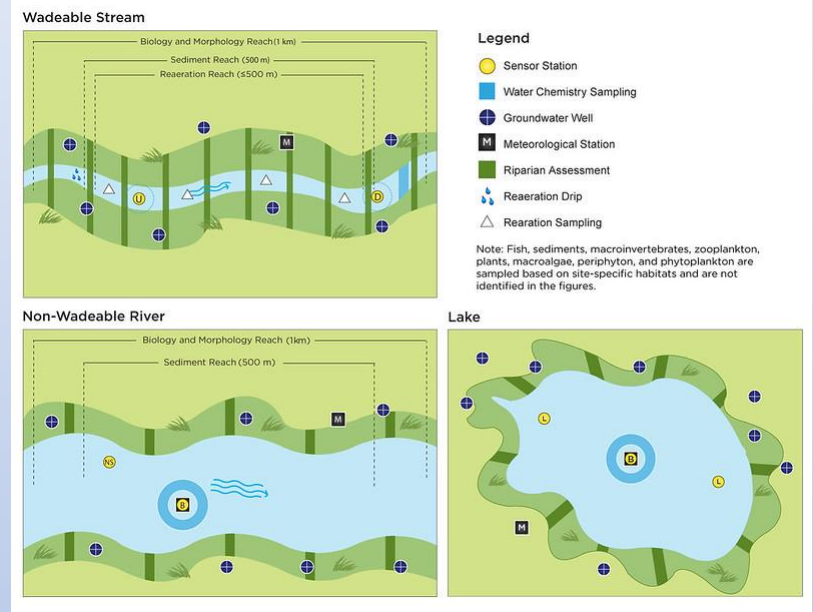 Wadeable Stream
Biology and Morphology Reach (1 km)
Sediment Reach (500 m)
Reaeration Reach (≤500 m)
M
U
D
Legend
Sensor Station
Water Chemistry Sampling
Groundwater Well
M
Meteorological Station
Riparian Assessment
Reaeration Drip
Rearation Sampling
Note: Fish, sediments, macroinvertebrates, zooplankton,
plants, macroalgae, periphyton, and phytoplankton are
sampled based on site-specific habitats and are not
identified in the figures.
Non-Wadeable River
Biology and Morphology Reach (1km)
Sediment Reach (500 m)
M
NS
B
Lake
L
B
L
M